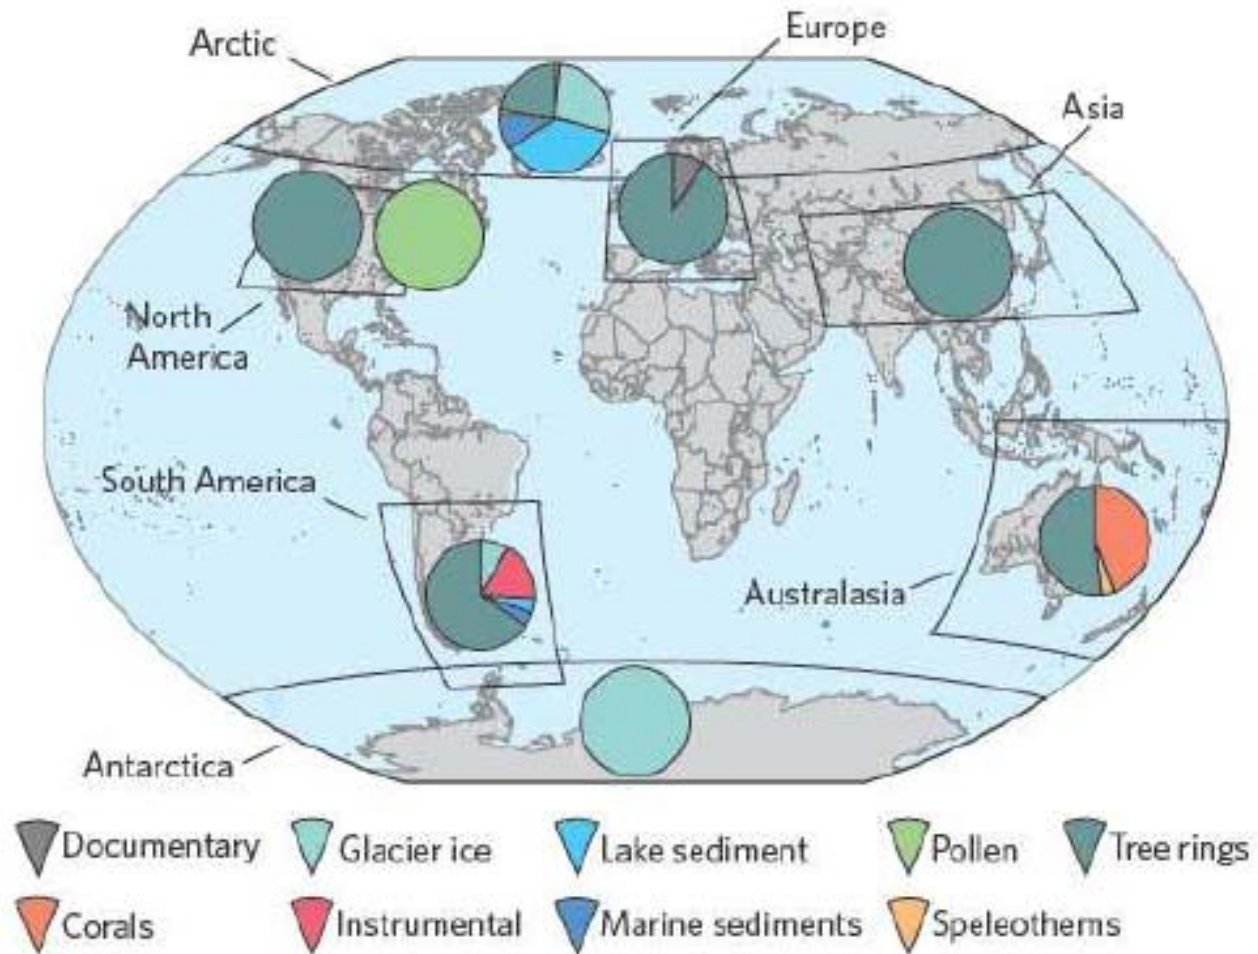 Arctic
Europe
Asia
North
America
South America
Australasia
Antarctica
Documentary
Glacier ice
Lake sediment
Pollen
Tree rings
Corals
Instrumental
Marine sediments
Speleothems